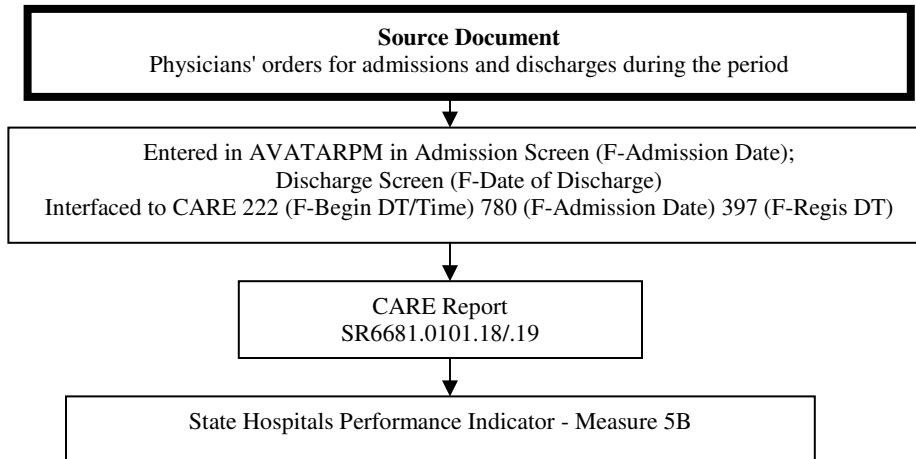 Source Document
Physicians' orders for admissions and discharges during the period
Entered in AVATARPM in Admission Screen (F-Admission Date);
Discharge Screen (F-Date of Discharge)
Interfaced to CARE 222 (F-Begin DT/Time) 780 (F-Admission Date) 397 (F-Regis DT)
CARE Report
SR6681.0101.18/.19
State Hospitals Performance Indicator - Measure 5B